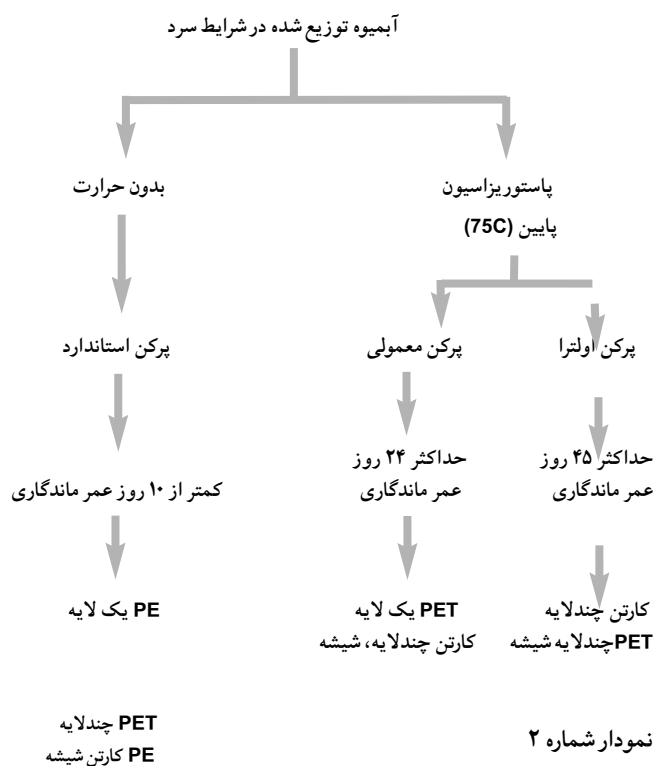 آبمیوه توزیع شده در شرایط سرد
پاستوریزاسیون
پایین (75C)
بدون حرارت
پرکن اولترا
پرکن معمولی
پرکن استاندارد
حداکثر ۴۵ روز
عمر ماندگاری
حداکثر ۲۴ روز
عمر ماندگاری
کمتر از ۱۰ روز عمر ماندگاری
کارتن چندلایه
PETچندلایه شیشه
PET یک لایه
کارتن چندلایه، شیشه
PE یک لایه
PET چندلایه
PE کارتن شیشه
نمودار شماره ۲